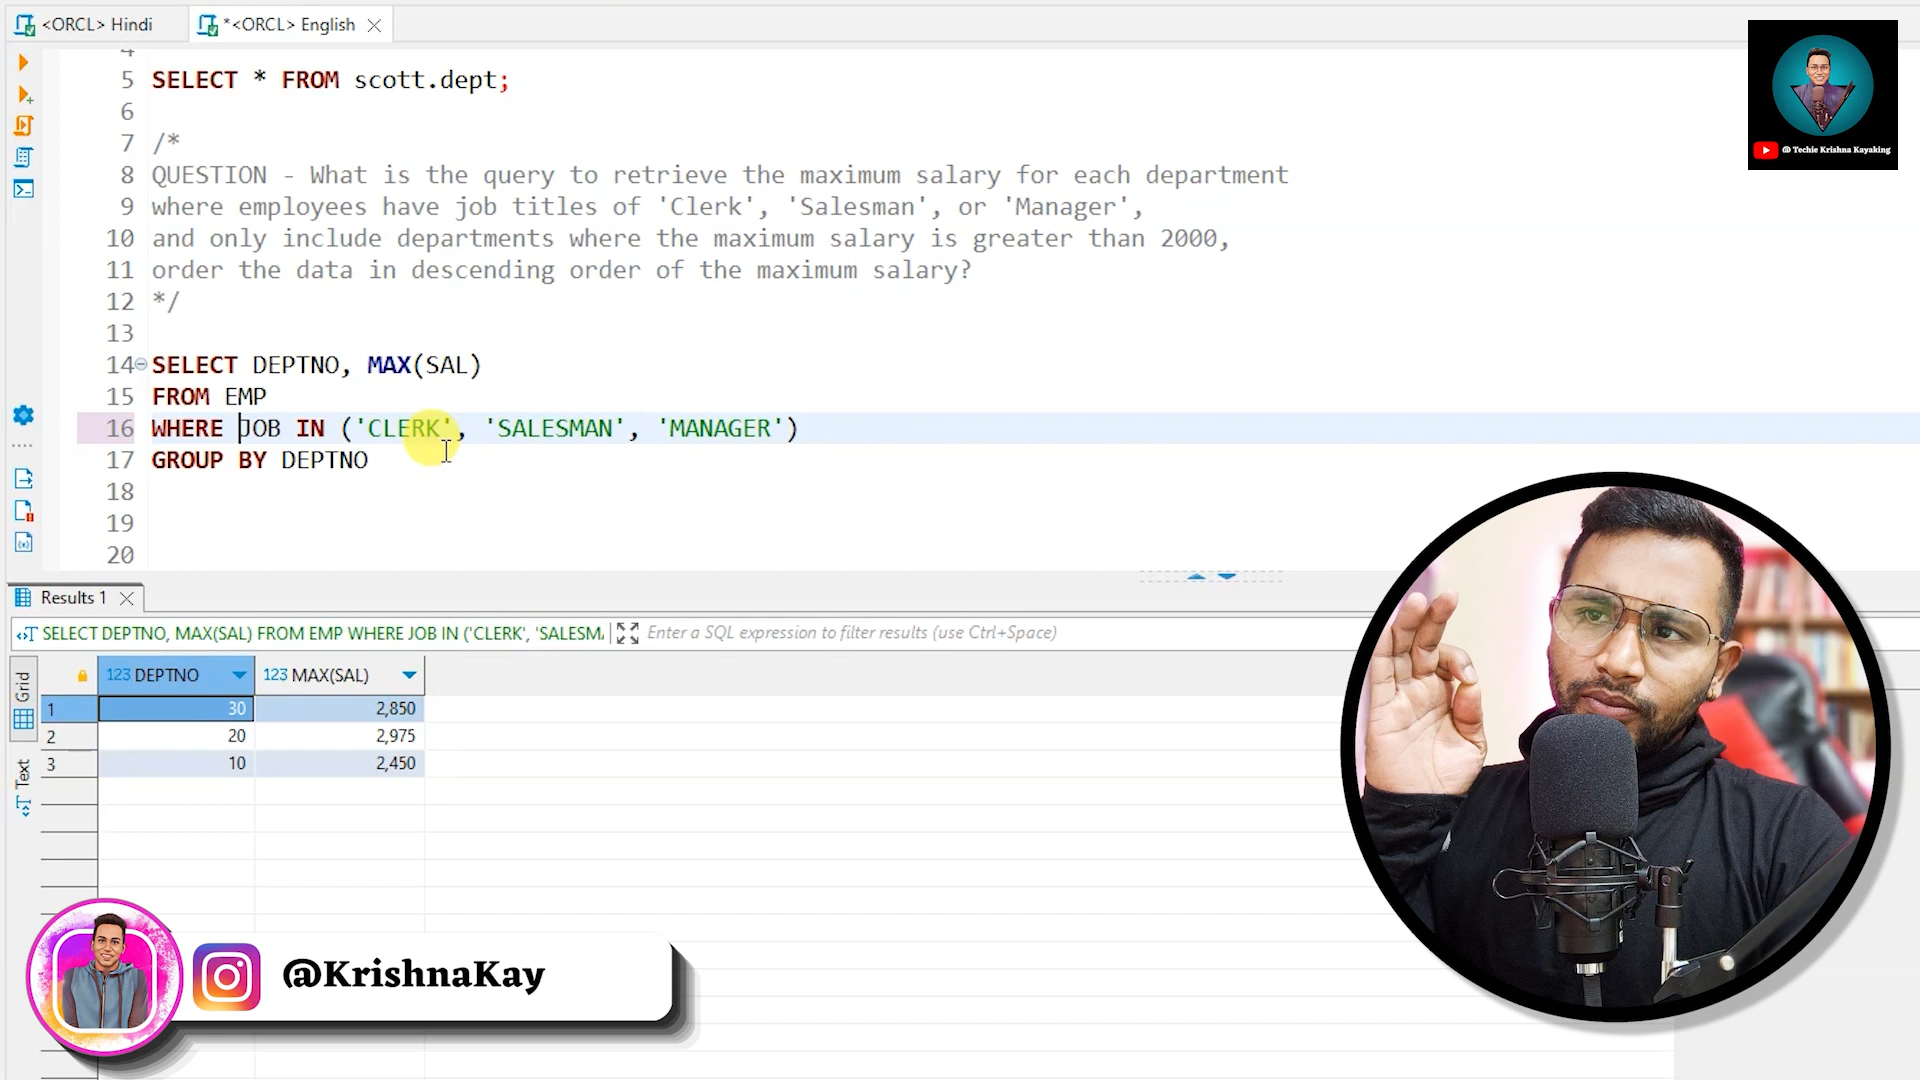 <ORCL> Hindi
*<ORCL> English
@ Techie Krishna Kayaking
4
5 SELECT * FROM scott.dept;
6
7 /*
8 QUESTION - What is the query to retrieve the maximum salary for each department
9 where employees have job titles of 'Clerk', 'Salesman', or 'Manager',
10 and only include departments where the maximum salary is greater than 2000,
11 order the data in descending order of the maximum salary?
12 */
13
14 SELECT DEPTNO, MAX(SAL)
15 FROM EMP
16 WHERE JOB IN ('CLERK', 'SALESMAN', 'MANAGER')
17 GROUP BY DEPTNO
18
19
20
Results 1
SELECT DEPTNO, MAX(SAL) FROM EMP WHERE JOB IN ('CLERK', 'SALESM
Enter a SQL expression to filter results (use Ctrl+Space)
Grid
Text
123 DEPTNO 123 MAX(SAL)
1 30 2,850
2 20 2,975
3 10 2,450
@KrishnaKay